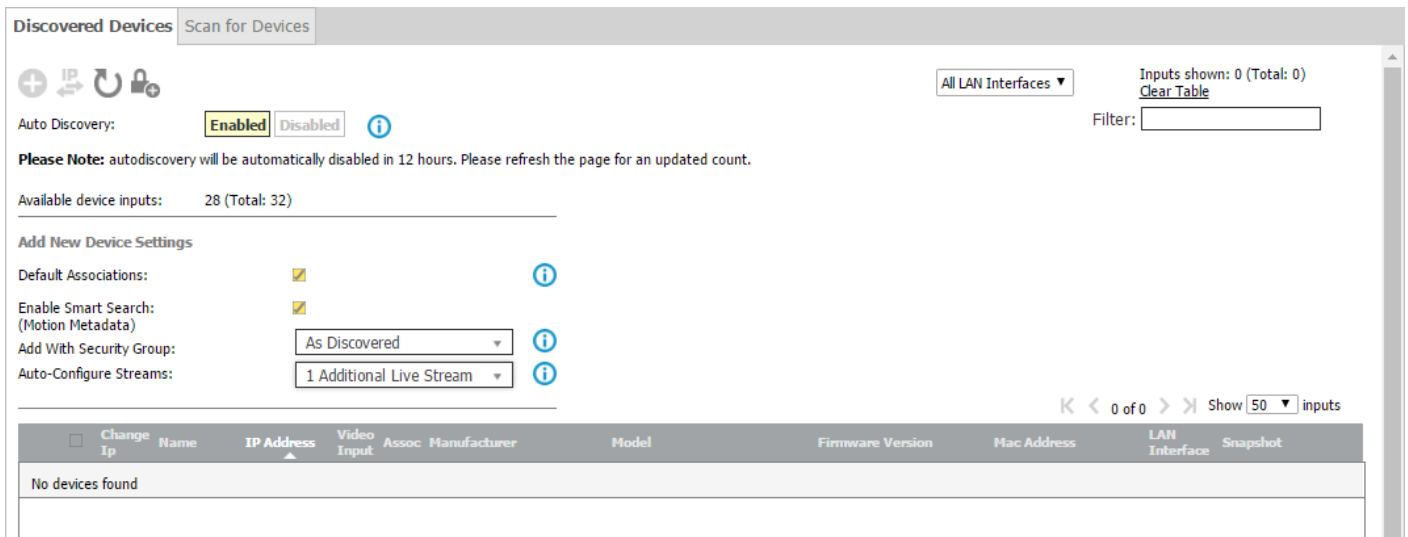 Discovered Devices Scan for Devices
IP
All LAN Interfaces
Inputs shown: 0 (Total: 0)
Clear Table
Auto Discovery: Enabled Disabled
Filter:
Please Note: autodiscovery will be automatically disabled in 12 hours. Please refresh the page for an updated count.
Available device inputs: 28 (Total: 32)
Add New Device Settings
Default Associations:
Enable Smart Search:
(Motion Metadata)
Add With Security Group: As Discovered
Auto-Configure Streams: 1 Additional Live Stream
0 of 0 Show 50 inputs
Change Ip Name IP Address Video Input Assoc Manufacturer Model Firmware Version Mac Address LAN Interface Snapshot
No devices found